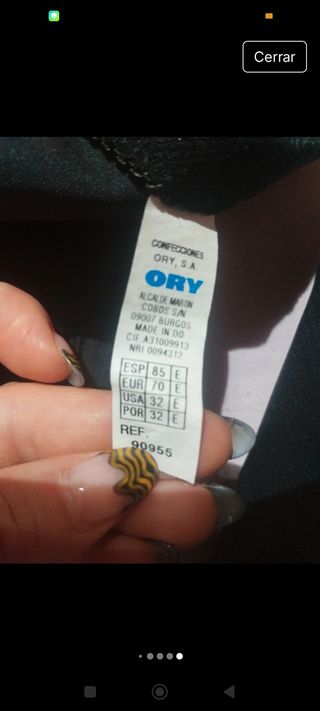 Cerrar
CONFECCIONES
ORY, S.A.
ORY
ALCALDE MARTIN
COBOS S/N
09007 BURGOS
MADE IN DO
CIF A31009913
NRI 0094312
ESP 85 E
EUR 70 E
USA 32 E
POR 32 E
REF.
90955